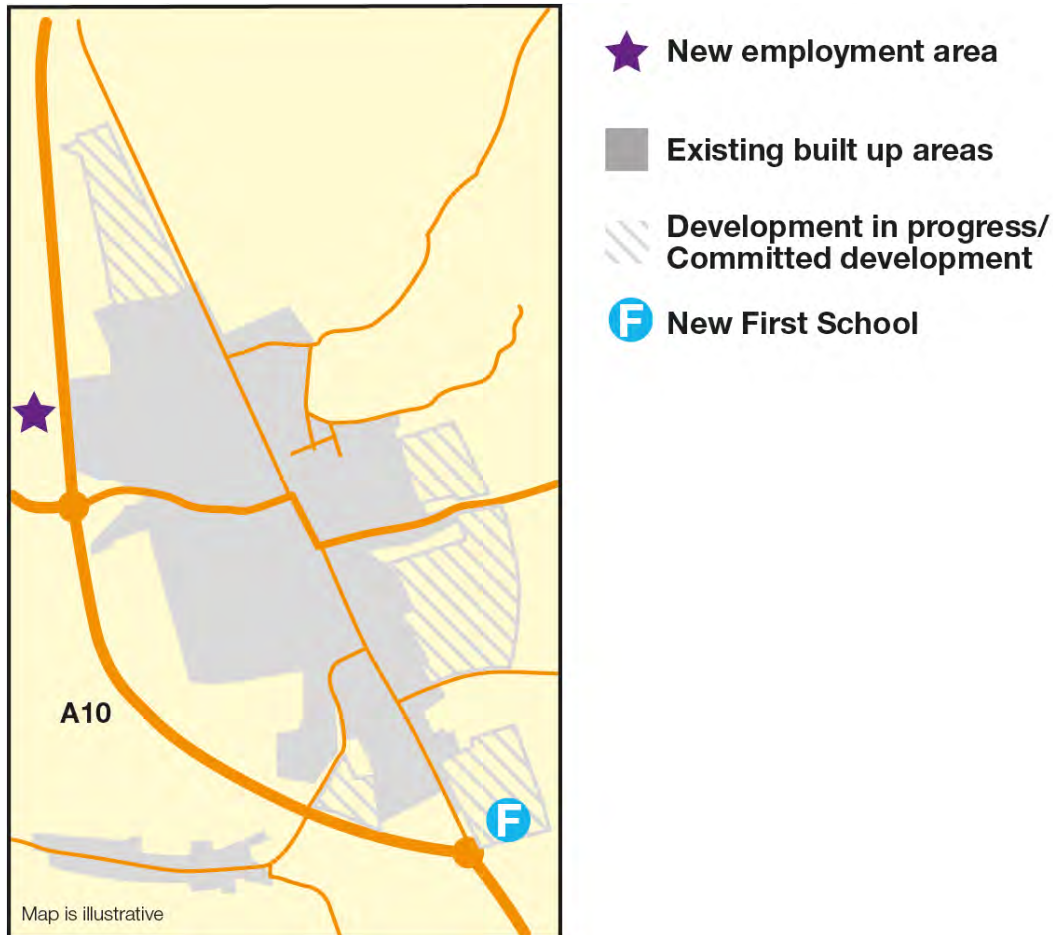 New employment area
Existing built up areas
Development in progress/
Committed development
F New First School
A10
F
Map is illustrative